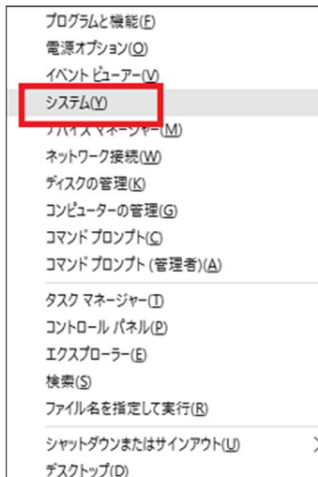 プログラムと機能(F)
電源オプション(O)
イベント ビューアー(V)
システム(Y)
デバイス マネージャー(M)
ネットワーク接続(W)
ディスクの管理(K)
コンピューターの管理(G)
コマンド プロンプト(C)
コマンド プロンプト (管理者)(A)
タスク マネージャー(T)
コントロール パネル(P)
エクスプローラー(E)
検索(S)
ファイル名を指定して実行(R)
シャットダウンまたはサインアウト(U)
デスクトップ(D)